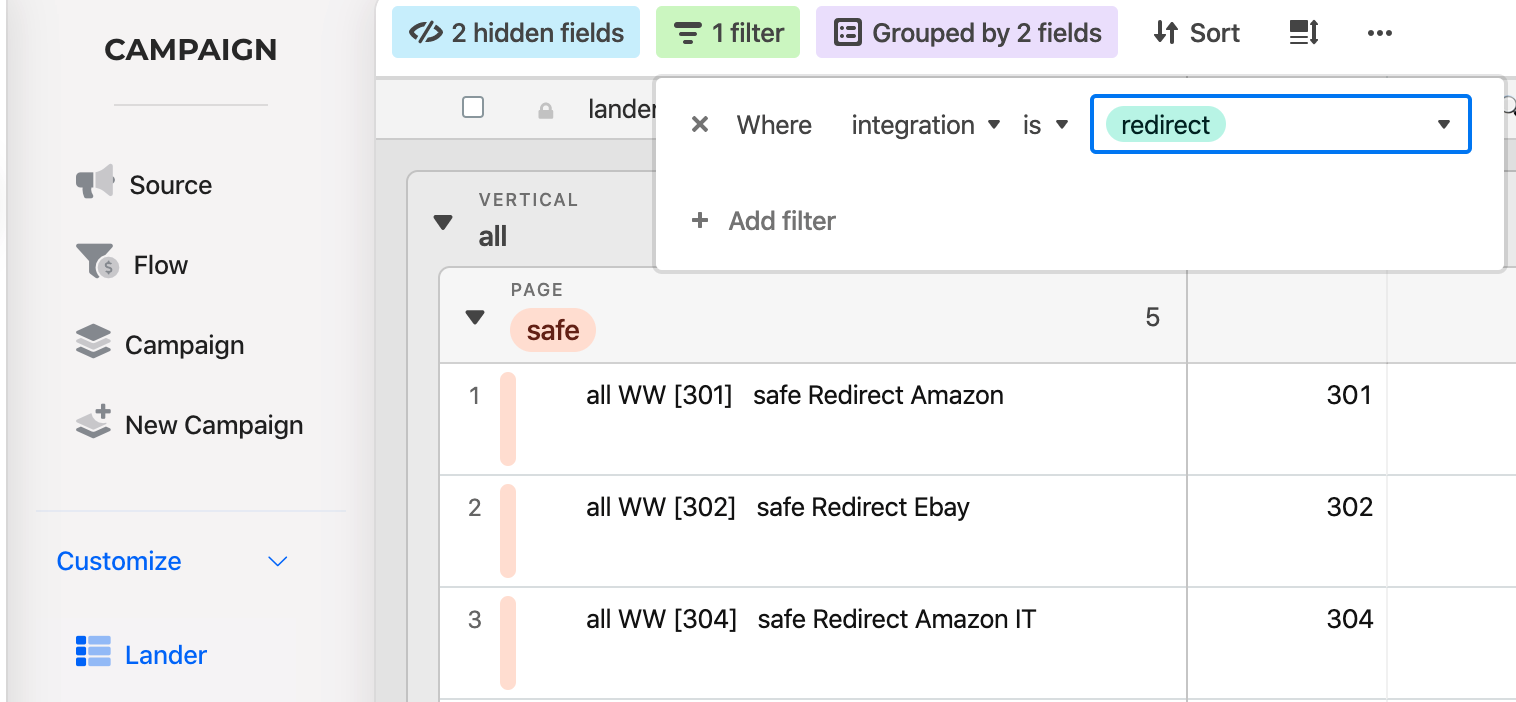 CAMPAIGN
Source
Flow
Campaign
New Campaign
Customize
Lander
2 hidden fields
1 filter
Grouped by 2 fields
Sort
Where integration is redirect
+ Add filter
VERTICAL
all
PAGE
safe
5
1 all WW [301] safe Redirect Amazon 301
2 all WW [302] safe Redirect Ebay 302
3 all WW [304] safe Redirect Amazon IT 304